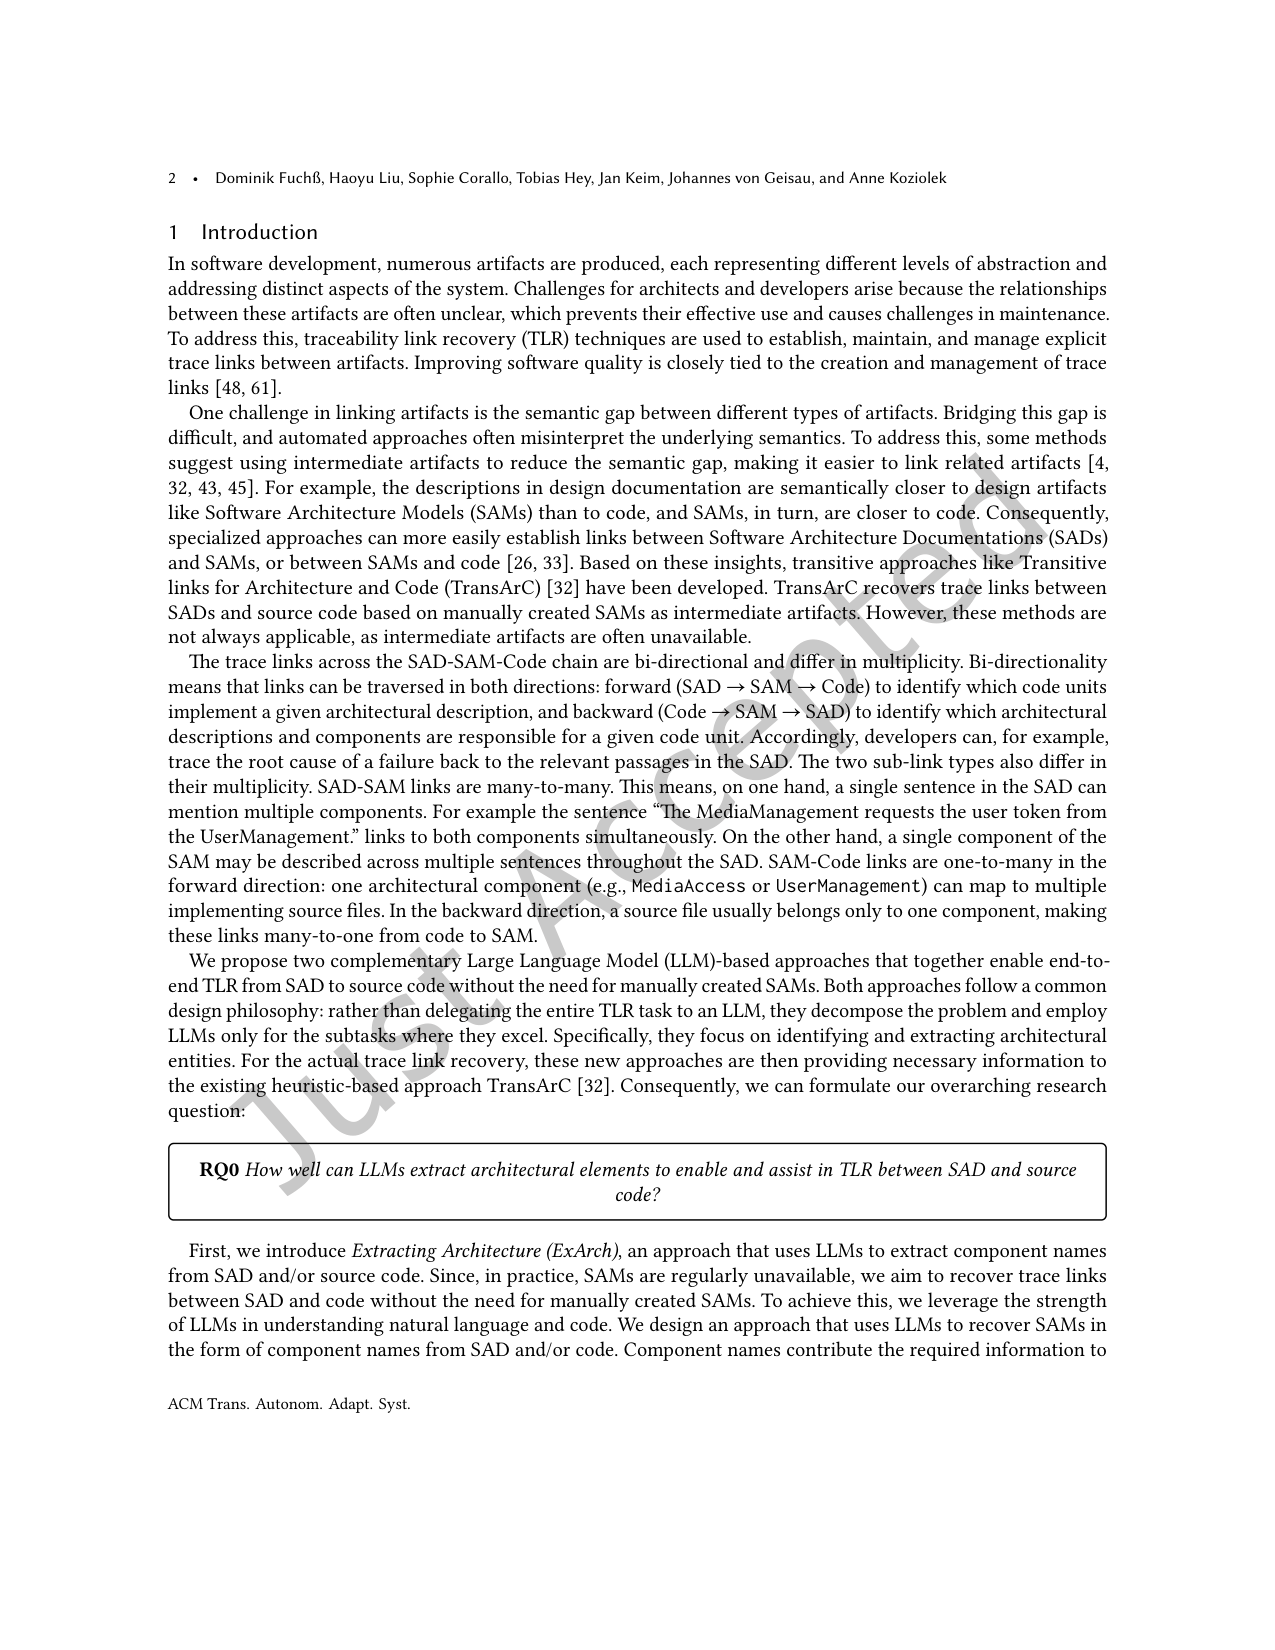 2 • Dominik Fuchß, Haoyu Liu, Sophie Corallo, Tobias Hey, Jan Keim, Johannes von Geisau, and Anne Koziolek
1 Introduction
In software development, numerous artifacts are produced, each representing different levels of abstraction and
addressing distinct aspects of the system. Challenges for architects and developers arise because the relationships
between these artifacts are often unclear, which prevents their effective use and causes challenges in maintenance.
To address this, traceability link recovery (TLR) techniques are used to establish, maintain, and manage explicit
trace links between artifacts. Improving software quality is closely tied to the creation and management of trace
links [48, 61].
One challenge in linking artifacts is the semantic gap between different types of artifacts. Bridging this gap is
difficult, and automated approaches often misinterpret the underlying semantics. To address this, some methods
suggest using intermediate artifacts to reduce the semantic gap, making it easier to link related artifacts [4,
32, 43, 45]. For example, the descriptions in design documentation are semantically closer to design artifacts
like Software Architecture Models (SAMs) than to code, and SAMs, in turn, are closer to code. Consequently,
specialized approaches can more easily establish links between Software Architecture Documentations (SADs)
and SAMs, or between SAMs and code [26, 33]. Based on these insights, transitive approaches like Transitive
links for Architecture and Code (TransArC) [32] have been developed. TransArC recovers trace links between
SADs and source code based on manually created SAMs as intermediate artifacts. However, these methods are
not always applicable, as intermediate artifacts are often unavailable.
The trace links across the SAD-SAM-Code chain are bi-directional and differ in multiplicity. Bi-directionality
means that links can be traversed in both directions: forward (SAD → SAM → Code) to identify which code units
implement a given architectural description, and backward (Code → SAM → SAD) to identify which architectural
descriptions and components are responsible for a given code unit. Accordingly, developers can, for example,
trace the root cause of a failure back to the relevant passages in the SAD. The two sub-link types also differ in
their multiplicity. SAD-SAM links are many-to-many. This means, on one hand, a single sentence in the SAD can
mention multiple components. For example the sentence “The MediaManagement requests the user token from
the UserManagement.” links to both components simultaneously. On the other hand, a single component of the
SAM may be described across multiple sentences throughout the SAD. SAM-Code links are one-to-many in the
forward direction: one architectural component (e.g., MediaAccess or UserManagement) can map to multiple
implementing source files. In the backward direction, a source file usually belongs only to one component, making
these links many-to-one from code to SAM.
We propose two complementary Large Language Model (LLM)-based approaches that together enable end-to-
end TLR from SAD to source code without the need for manually created SAMs. Both approaches follow a common
design philosophy: rather than delegating the entire TLR task to an LLM, they decompose the problem and employ
LLMs only for the subtasks where they excel. Specifically, they focus on identifying and extracting architectural
entities. For the actual trace link recovery, these new approaches are then providing necessary information to
the existing heuristic-based approach TransArC [32]. Consequently, we can formulate our overarching research
question:
RQ0 How well can LLMs extract architectural elements to enable and assist in TLR between SAD and source
code?
First, we introduce Extracting Architecture (ExArch), an approach that uses LLMs to extract component names
from SAD and/or source code. Since, in practice, SAMs are regularly unavailable, we aim to recover trace links
between SAD and code without the need for manually created SAMs. To achieve this, we leverage the strength
of LLMs in understanding natural language and code. We design an approach that uses LLMs to recover SAMs in
the form of component names from SAD and/or code. Component names contribute the required information to
ACM Trans. Autonom. Adapt. Syst.
Just Accepted